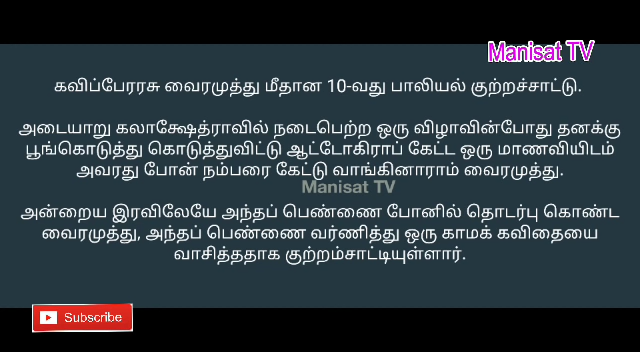 Manisat TV
கவிப்பேரரசு வைரமுத்து மீதான 10-வது பாலியல் குற்றச்சாட்டு.
அடையாறு கலாக்ஷேத்ராவில் நடைபெற்ற ஒரு விழாவின்போது தனக்கு
பூங்கொடுத்து கொடுத்துவிட்டு ஆட்டோகிராப் கேட்ட ஒரு மாணவியிடம்
அவரது போன் நம்பரை கேட்டு வாங்கினாராம் வைரமுத்து.
Manisat TV
அன்றைய இரவிலேயே அந்தப் பெண்ணை போனில் தொடர்பு கொண்ட
வைரமுத்து, அந்தப் பெண்ணை வர்ணித்து ஒரு காமக் கவிதையை
வாசித்ததாக குற்றம்சாட்டியுள்ளார்.
Subscribe